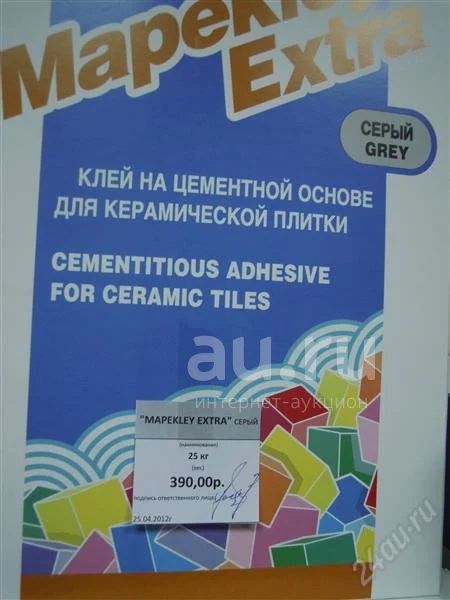 Mapekley
Extra
СЕРЫЙ
GREY
КЛЕЙ НА ЦЕМЕНТНОЙ ОСНОВЕ
ДЛЯ КЕРАМИЧЕСКОЙ ПЛИТКИ
CEMENTITIOUS ADHESIVE
FOR CERAMIC TILES
au.ru
интернет-аукцион
"MAPEKLEY EXTRA" СЕРЫЙ
(наименование)
25 кг
(вес)
390,00р.
подпись ответственного лица
25.04.2012г
24au.ru